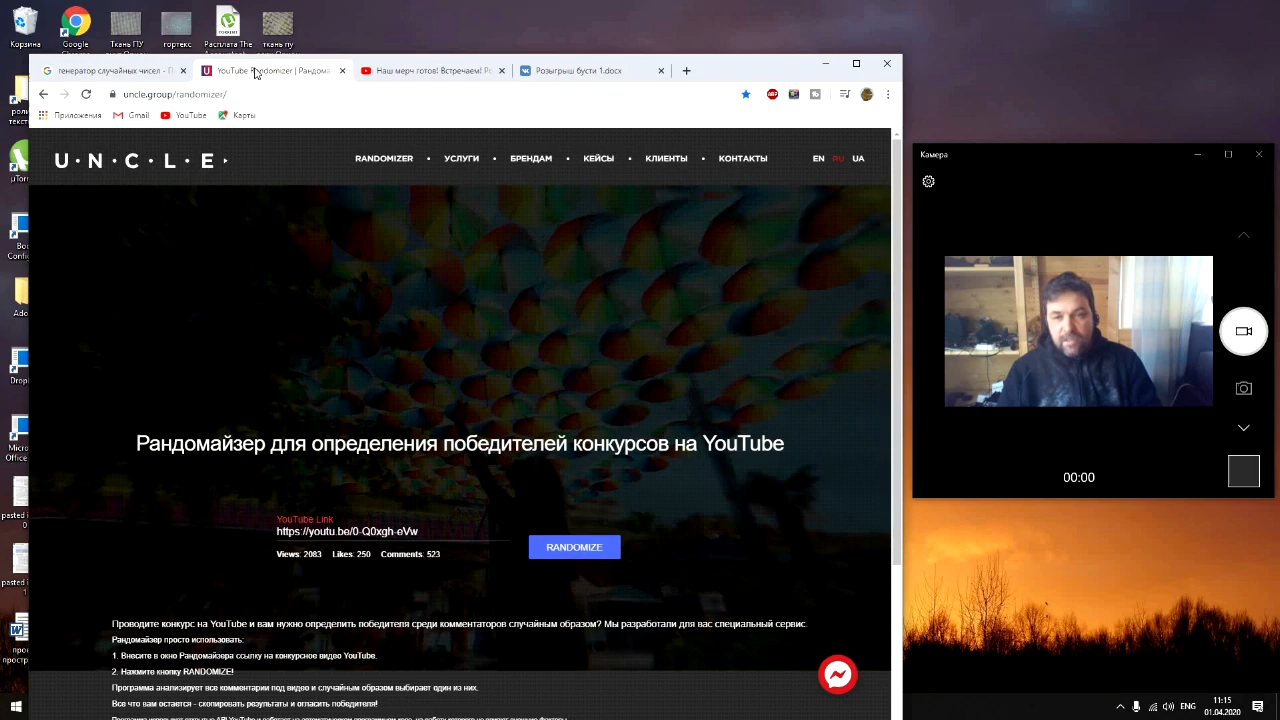 Корзина
Google Chrome
Ткань ПУ
гортекс
Расплата The
ткань пу
генератор случайных чисел - П
YouTube Randomizer | Рандома
Наш мерч готов! Встречаем!
Розыгрыш бусти 1.docx
uncle.group/randomizer/
Приложения
Gmail
YouTube
Карты
U·N·C·L·E
RANDOMIZER • УСЛУГИ • БРЕНДАМ • КЕЙСЫ • КЛИЕНТЫ • КОНТАКТЫ
EN RU UA
Рандомайзер для определения победителей конкурсов на YouTube
YouTube Link
https://youtu.be/0-Q0xgh-eVw
Views: 2083 Likes: 250 Comments: 523
RANDOMIZE
Проводите конкурс на YouTube и вам нужно определить победителя среди комментаторов случайным образом? Мы разработали для вас специальный сервис.
Рандомайзер просто использовать:
1. Внесите в окно Рандомайзера ссылку на конкурсное видео YouTube.
2. Нажмите кнопку RANDOMIZE!
Программа анализирует все комментарии под видео и случайным образом выбирает один из них.
Все что вам остается - скопировать результаты и огласить победителя!
Камера
00:00
ENG
11:15
01.04.2020